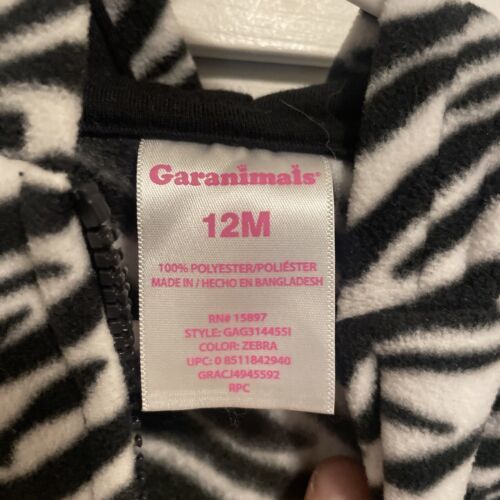 Garanimals®
12M
100% POLYESTER/POLIÉSTER
MADE IN / HECHO EN BANGLADESH
RN# 15897
STYLE: GAG314455I
COLOR: ZEBRA
UPC: 0 8511842940
GRACJ4945592
RPC